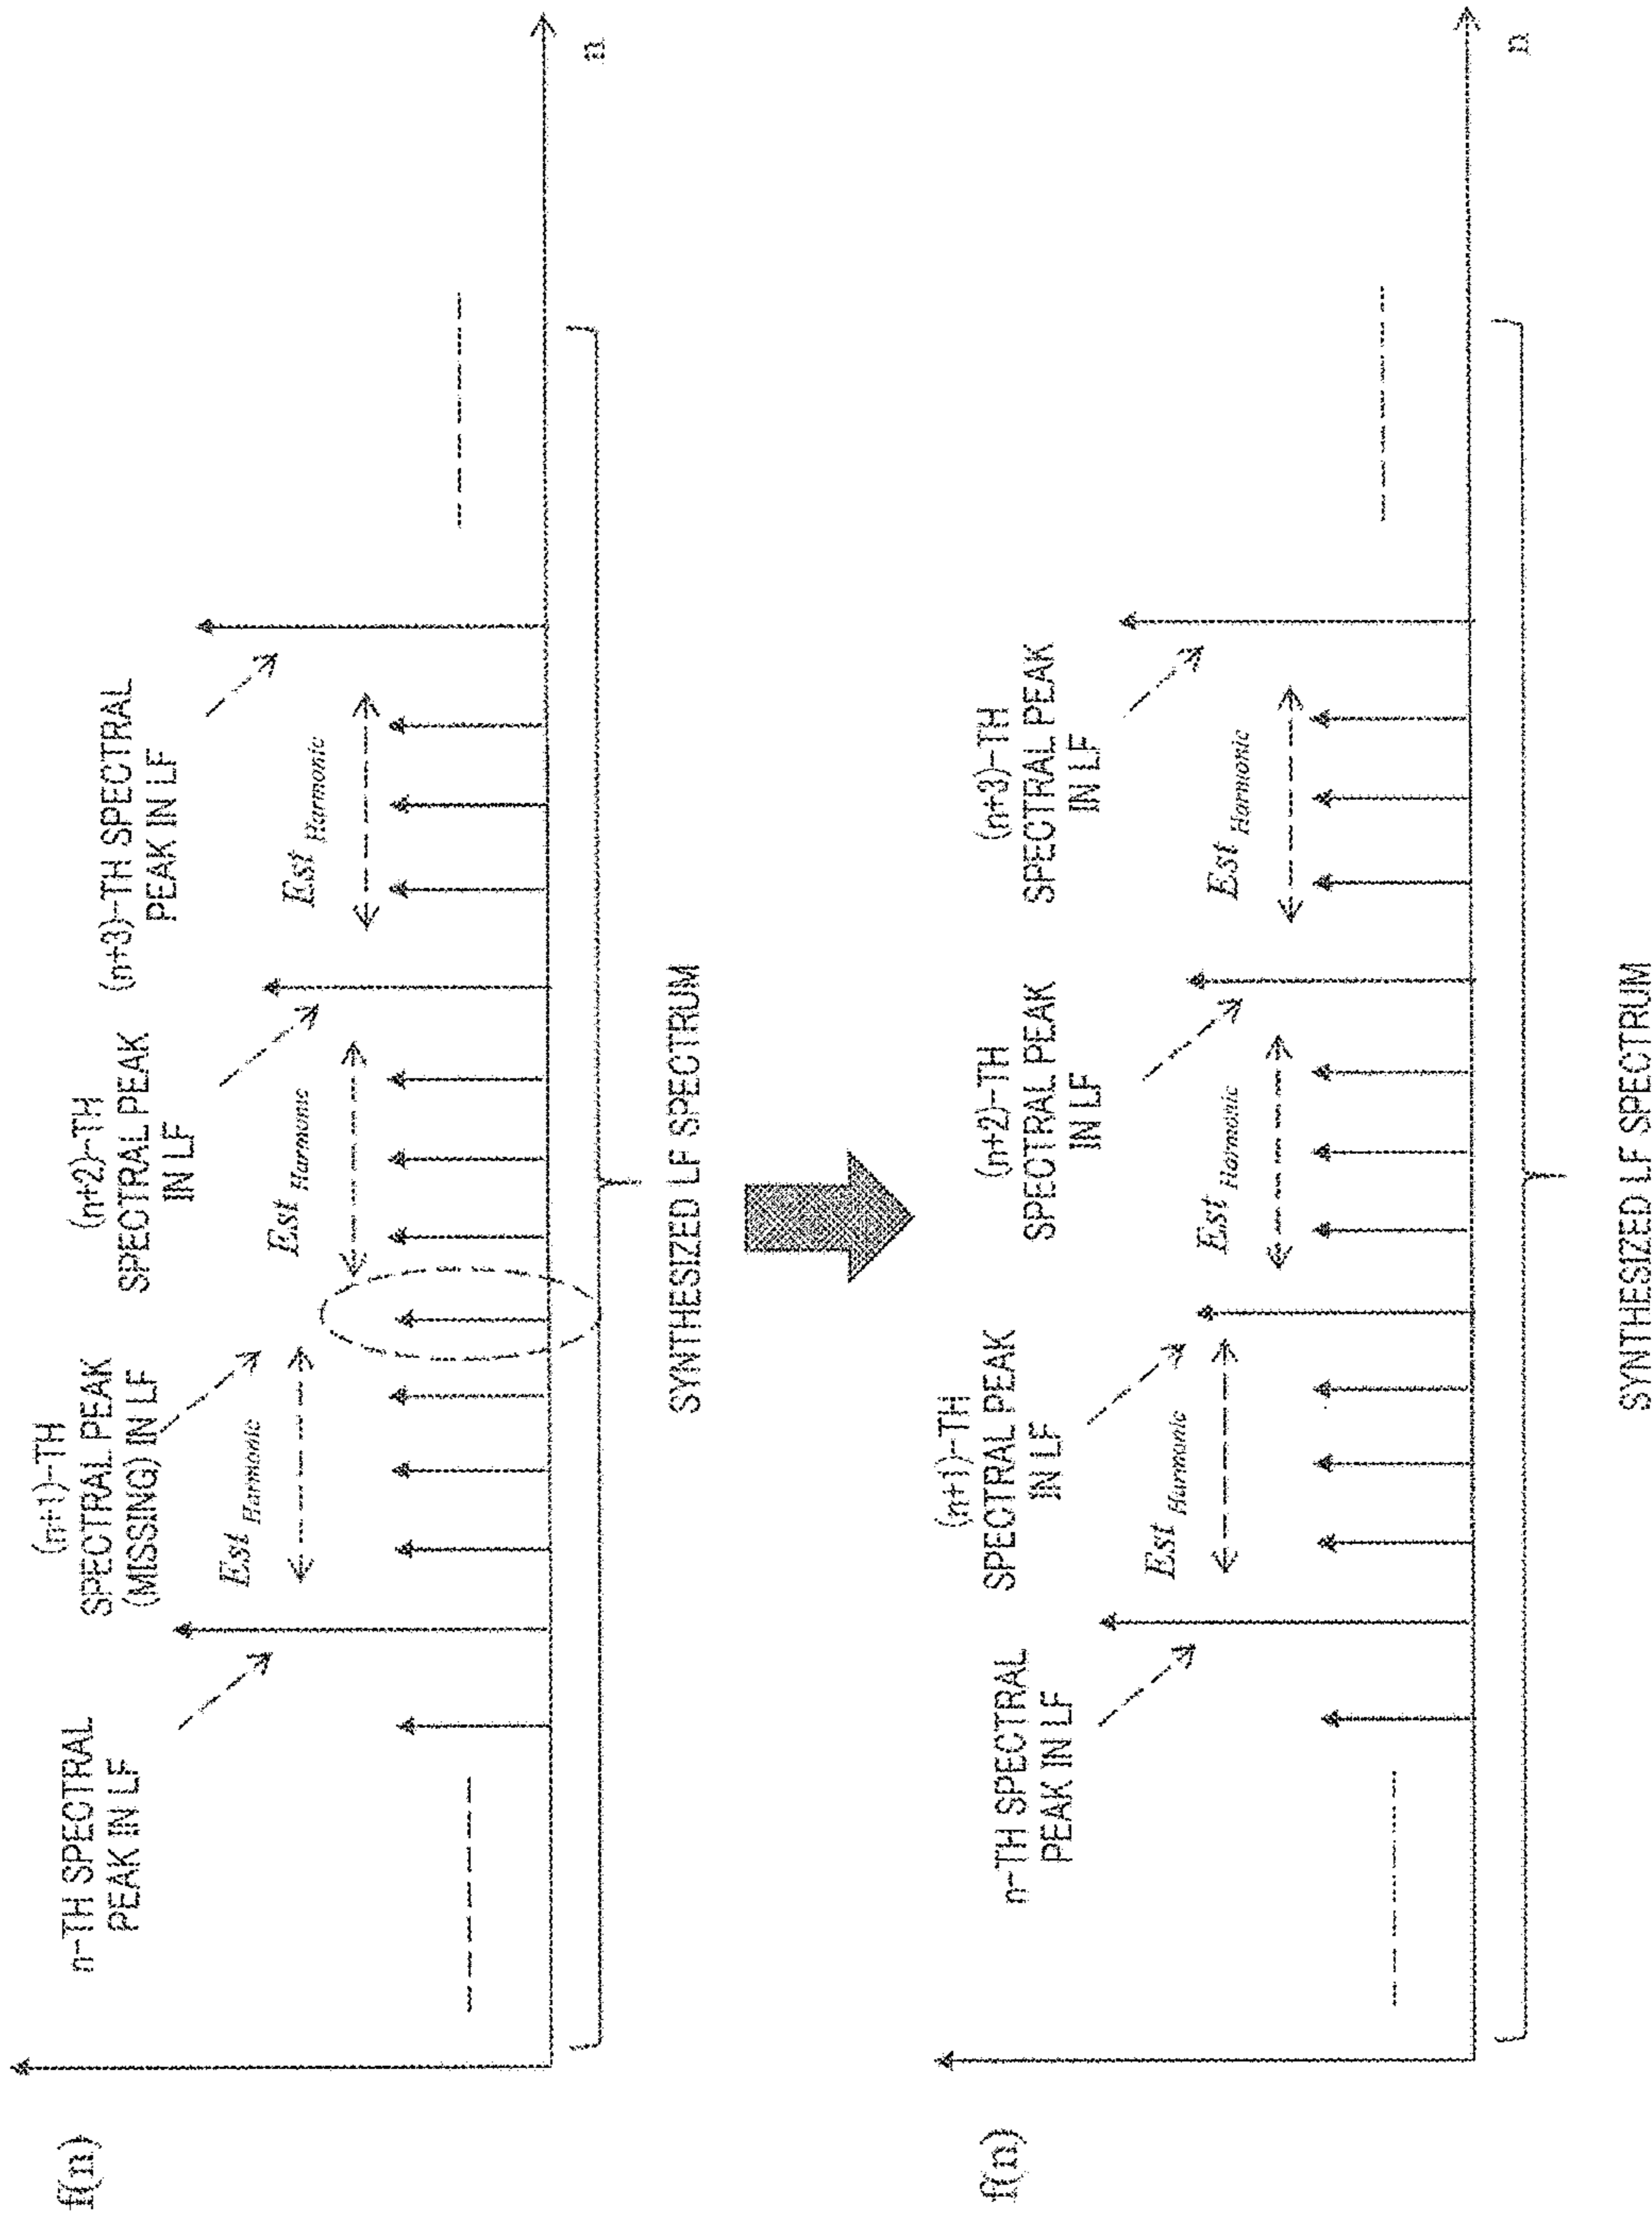 f(n)
n-TH SPECTRAL
PEAK IN LF
(n+1)-TH
SPECTRAL PEAK
(MISSING) IN LF
Est Harmonic
(n+2)-TH
SPECTRAL PEAK
IN LF
Est Harmonic
(n+3)-TH SPECTRAL
PEAK IN LF
Est Harmonic
n
SYNTHESIZED LF SPECTRUM
f(n)
n-TH SPECTRAL
PEAK IN LF
(n+1)-TH
SPECTRAL PEAK
IN LF
Est Harmonic
(n+2)-TH
SPECTRAL PEAK
IN LF
Est Harmonic
(n+3)-TH
SPECTRAL PEAK
IN LF
Est Harmonic
n
SYNTHESIZED LF SPECTRUM